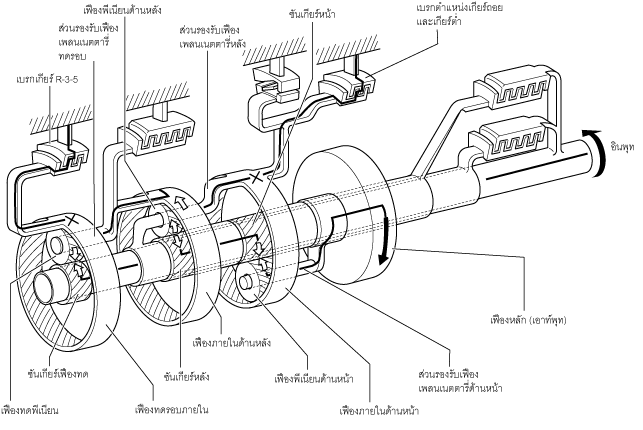 เฟืองพีเนียนด้านหลัง
ส่วนรองรับเฟือง
เพลนเนตตารี่
ทดรอบ
เบรกเกียร์ R-3-5
ส่วนรองรับเฟือง
เพลนเนตตารี่หลัง
ซันเกียร์หน้า
เบรกตำแหน่งเกียร์ถอย
และเกียร์ต่ำ
อินพุท
เฟืองหลัก (เอาท์พุท)
เฟืองภายในด้านหลัง
ซันเกียร์เฟืองทด
ซันเกียร์หลัง
เฟืองพีเนียนด้านหน้า
ส่วนรองรับเฟือง
เพลนเนตตารี่ด้านหน้า
เฟืองทดพีเนียน
เฟืองทดรอบภายใน
เฟืองภายในด้านหน้า